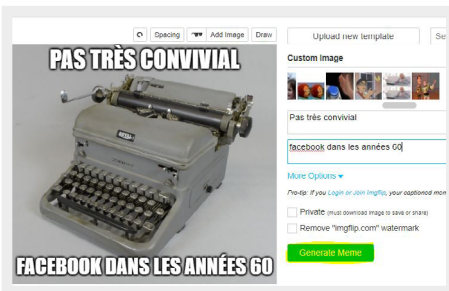 Spacing
Add Image
Draw
Upload new template
Custom Image
PAS TRÈS CONVIVIAL
FACEBOOK DANS LES ANNÉES 60
Pas très convivial
facebook dans les années 60
More Options
Pro-tip: If you Login or Join Imgflip, your captioned
Private (must download image to save or share)
Remove "imgflip.com" watermark
Generate Meme